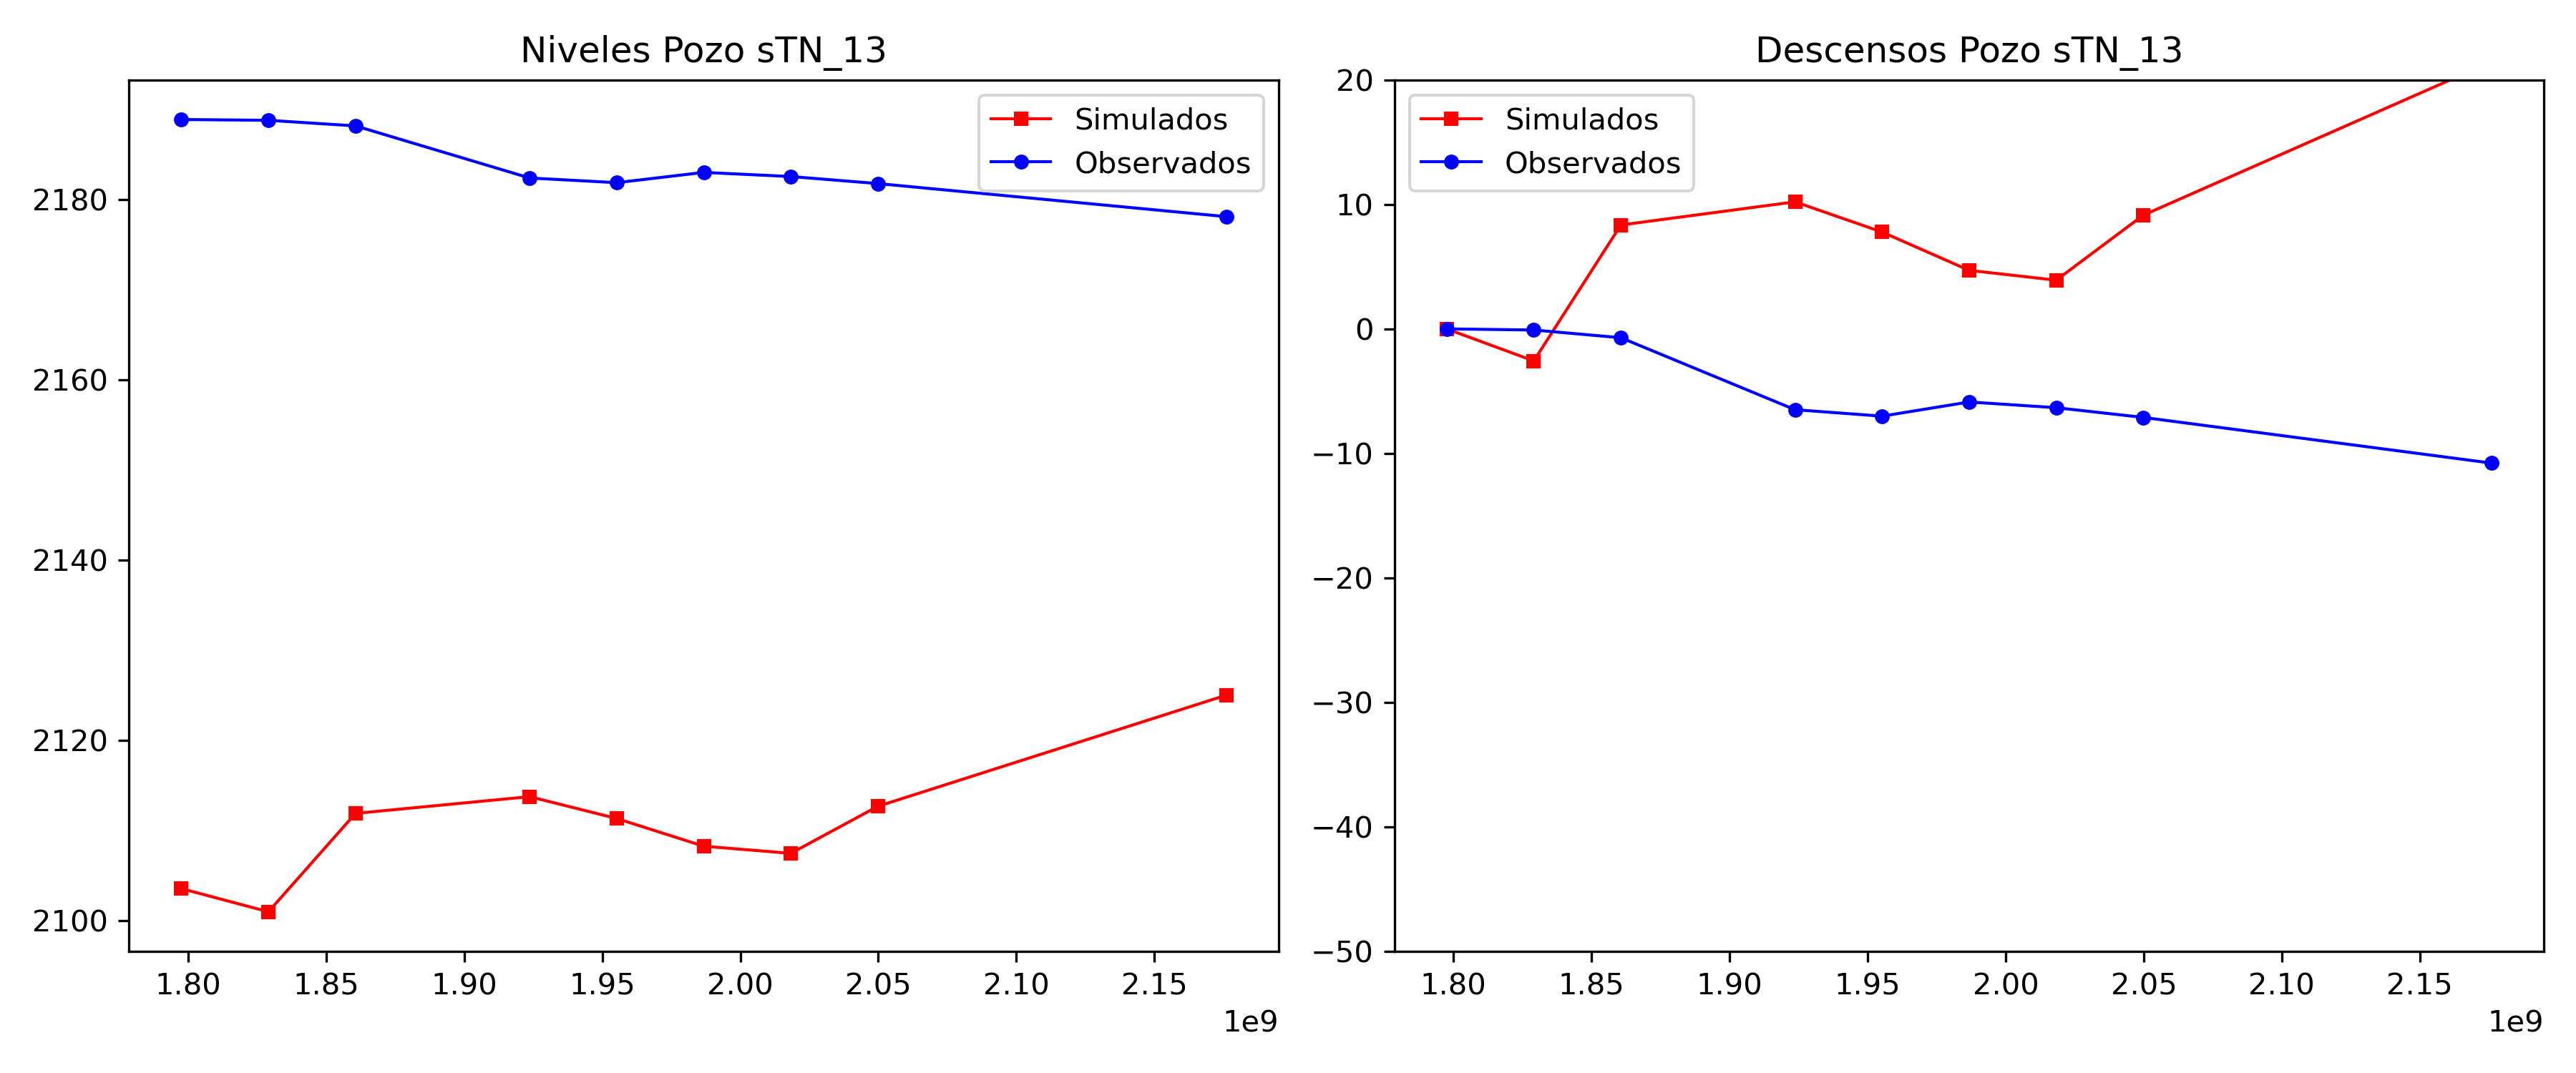 Niveles Pozo sTN_13
Simulados
Observados
2180
2160
2140
2120
2100
1.80 1.85 1.90 1.95 2.00 2.05 2.10 2.15
1e9
Descensos Pozo sTN_13
Simulados
Observados
20
10
0
−10
−20
−30
−40
−50
1.80 1.85 1.90 1.95 2.00 2.05 2.10 2.15
1e9